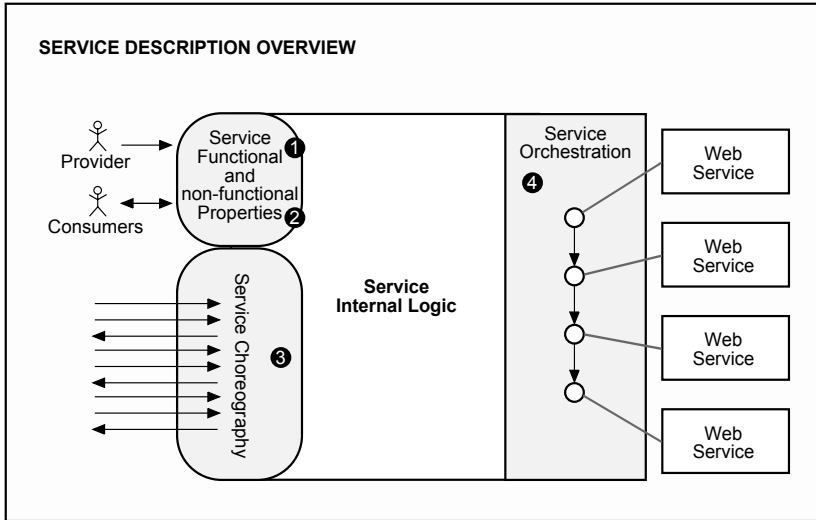 SERVICE DESCRIPTION OVERVIEW
Provider
Consumers
Service
Functional
and
non-functional
Properties
1
2
Service Choreography
3
Service
Internal Logic
Service
Orchestration
4
Web
Service
Web
Service
Web
Service
Web
Service